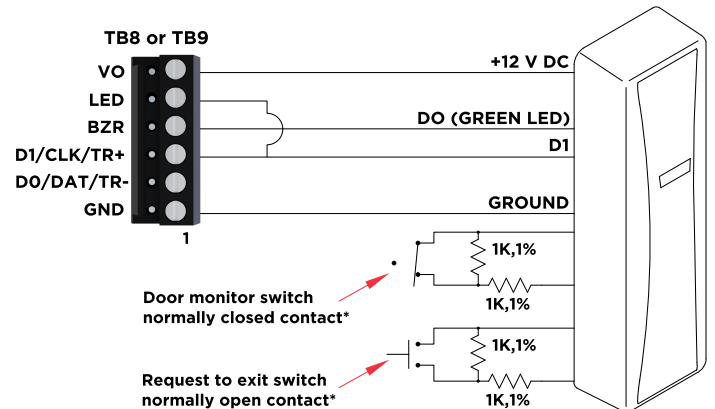 TB8 or TB9
VO
+12 V DC
LED
BZR
DO (GREEN LED)
D1/CLK/TR+
D1
D0/DAT/TR-
GND
GROUND
1
1K,1%
1K,1%
Door monitor switch
normally closed contact*
1K,1%
1K,1%
Request to exit switch
normally open contact*